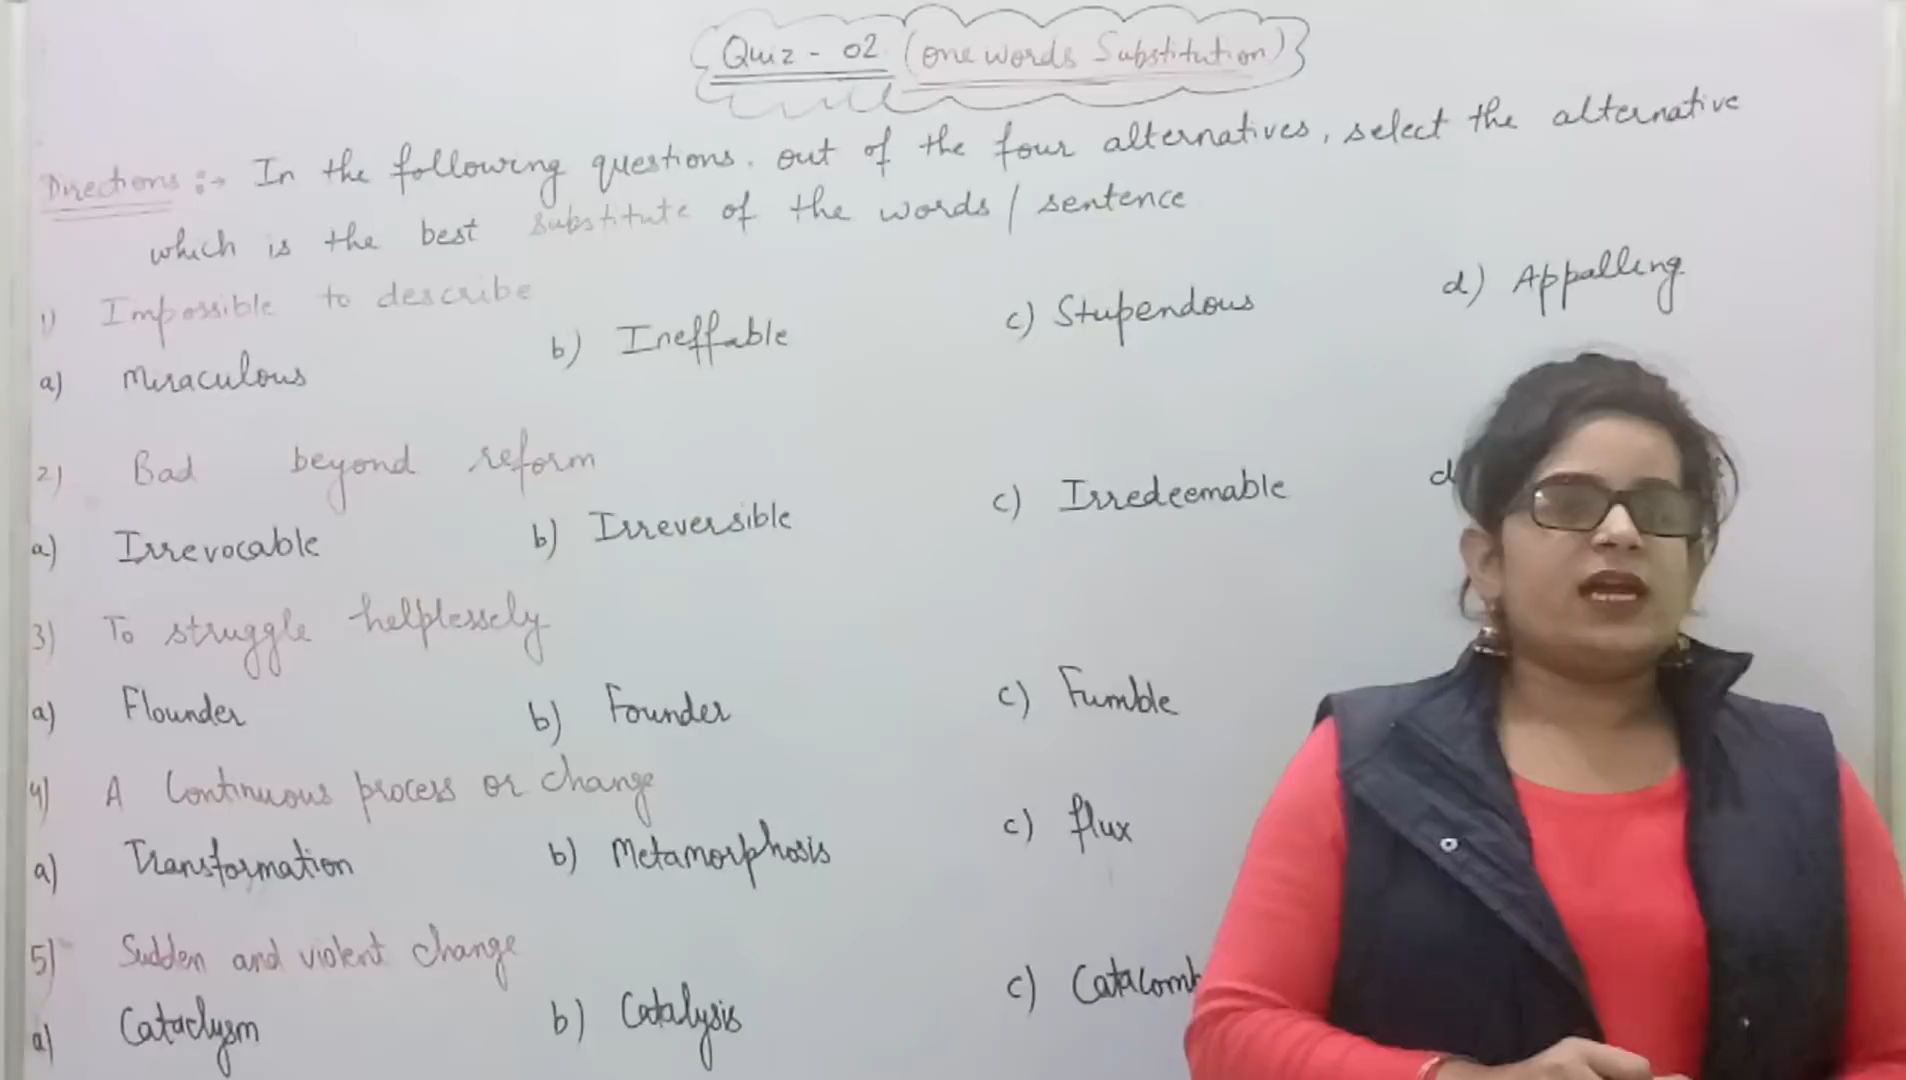 Quiz - 02 (one words Substitution)
Directions :- In the following questions. out of the four alternatives, select the alternative
which is the best substitute of the words / sentence
1) Impossible to describe
a) Miraculous b) Ineffable c) Stupendous d) Appalling
2) Bad beyond reform
a) Irrevocable b) Irreversible c) Irredeemable d
3) To struggle helplessely
a) Flounder b) Founder c) Fumble
4) A Continuous process or change
a) Transformation b) Metamorphosis c) flux
5) Sudden and violent change
a) Cataclysm b) Catalysis c) Catacomb